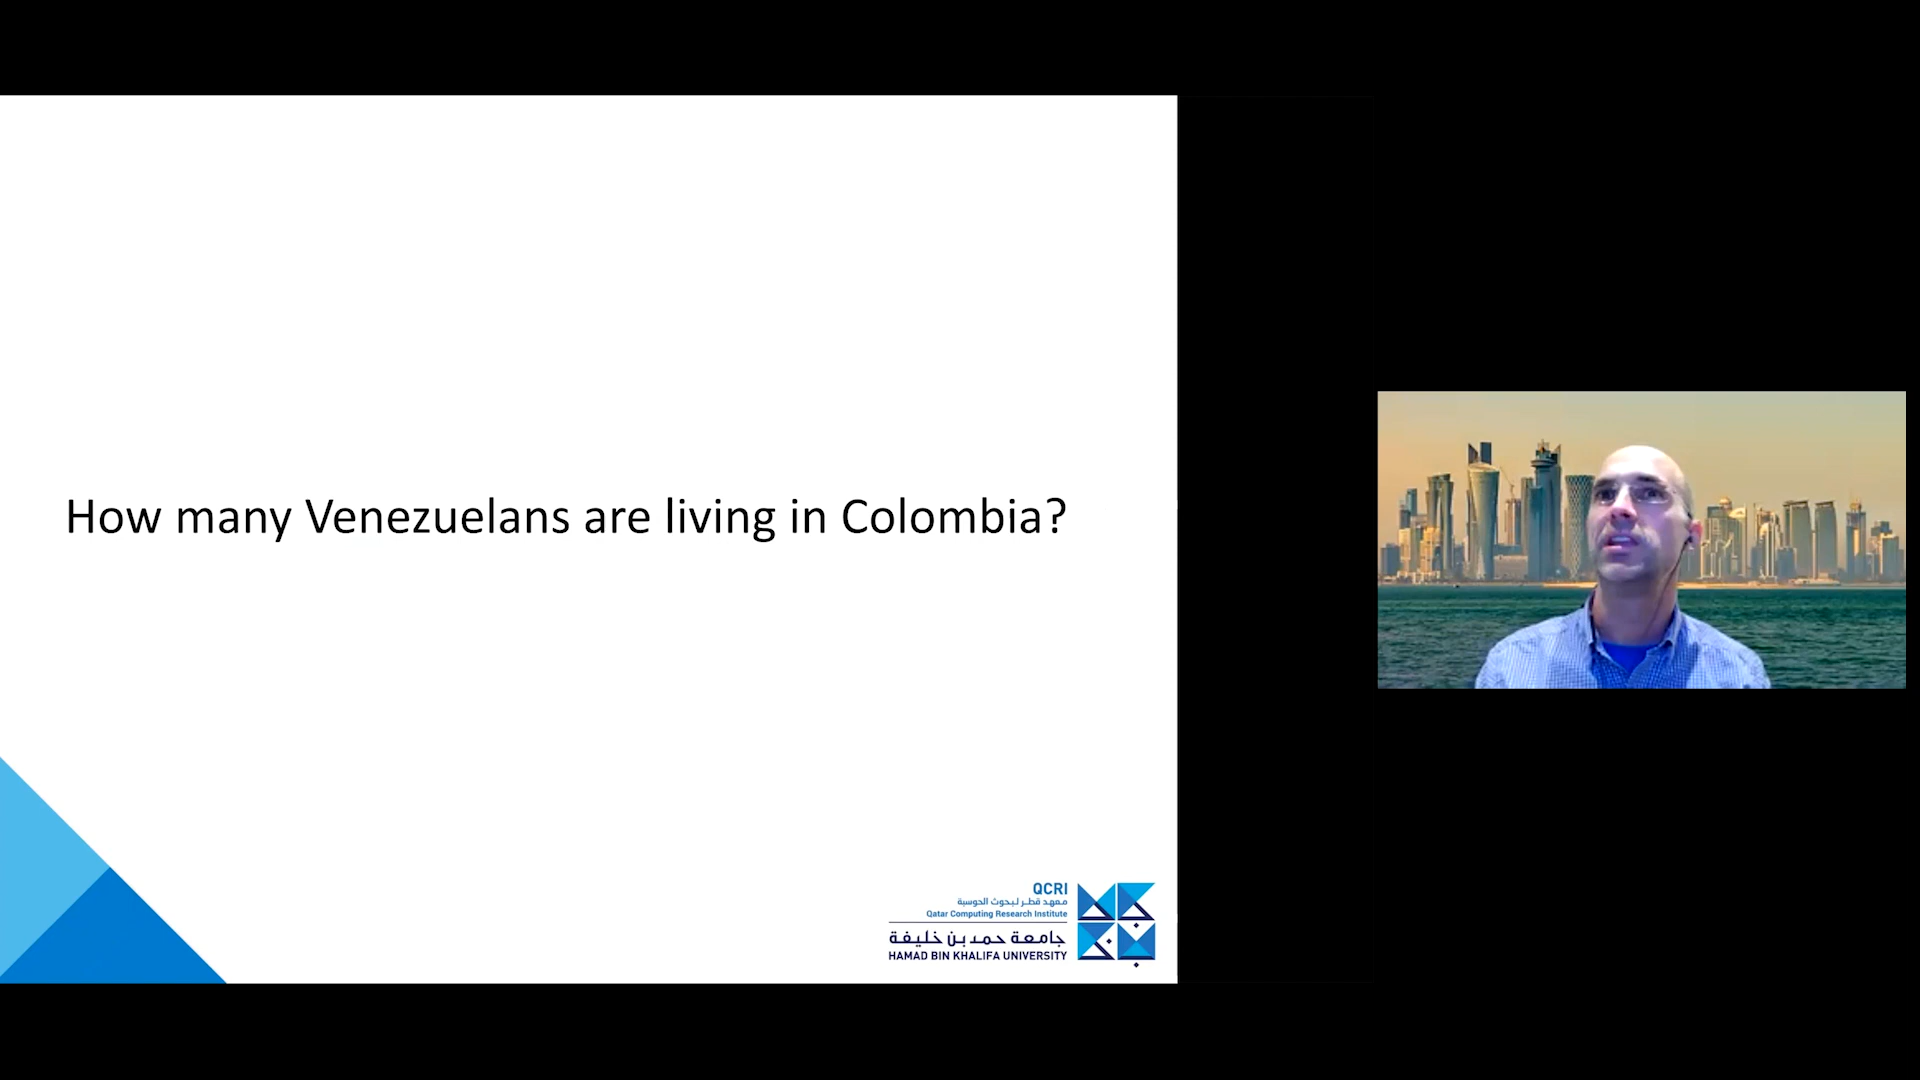 How many Venezuelans are living in Colombia?
QCRI
معهد قطر لبحوث الحوسبة
Qatar Computing Research Institute
جامعة حمد بن خليفة
HAMAD BIN KHALIFA UNIVERSITY